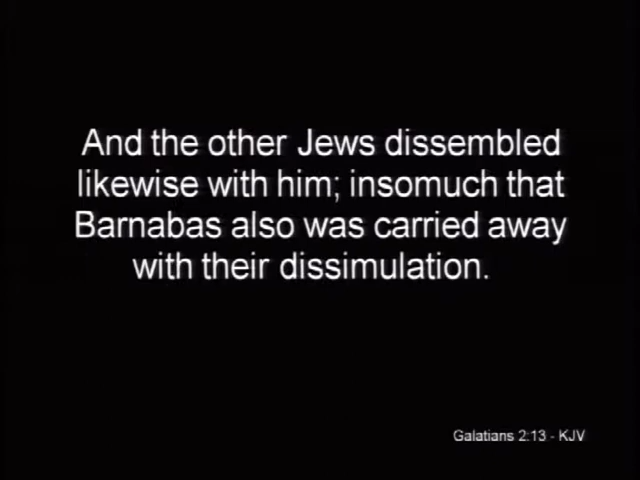 And the other Jews dissembled
likewise with him; insomuch that
Barnabas also was carried away
with their dissimulation.
Galatians 2:13 - KJV